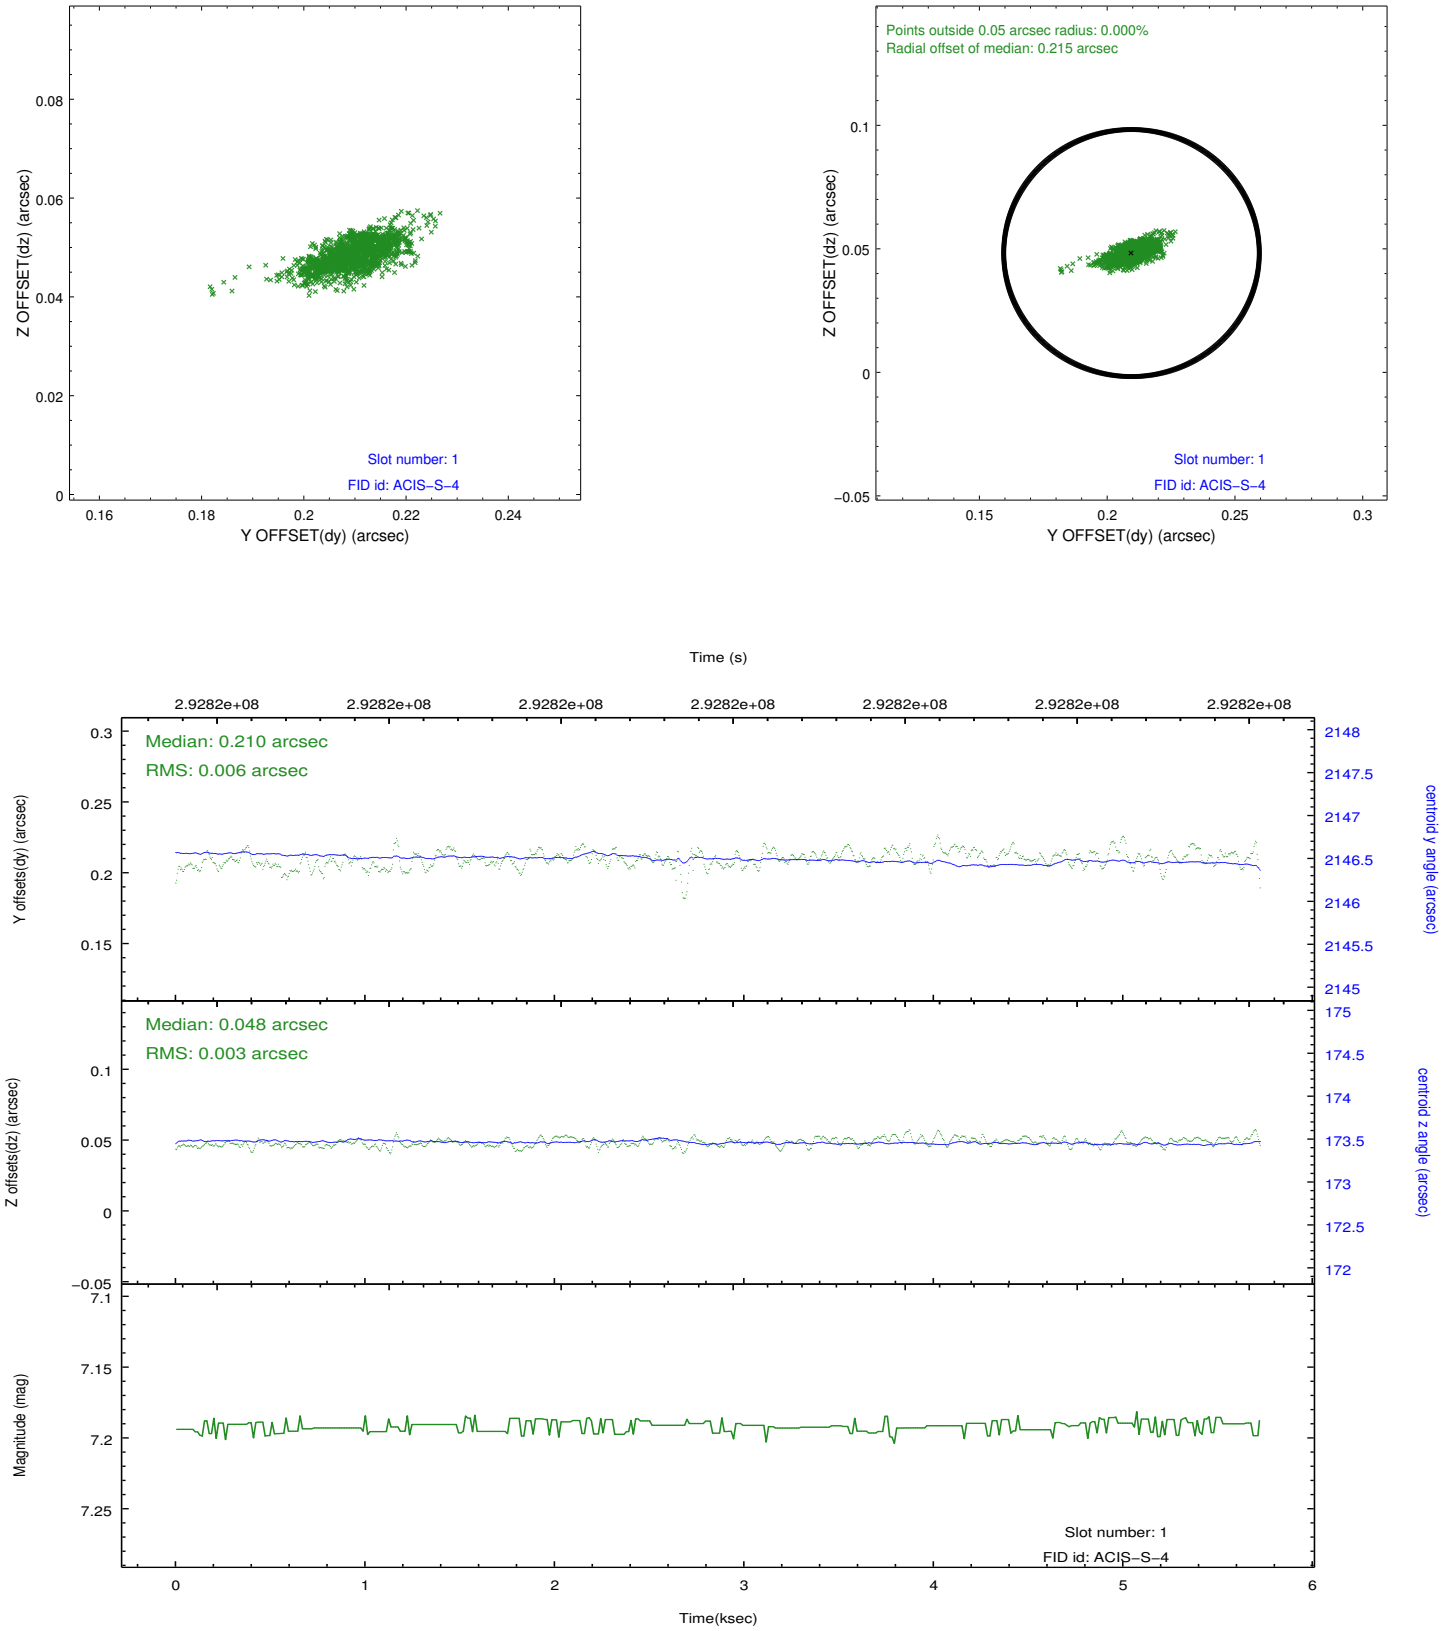 0.08
0.06
0.04
0.02
0
0.16
0.18
0.2
0.22
0.24
Z OFFSET(dz) (arcsec)
Y OFFSET(dy) (arcsec)
Slot number: 1
FID id: ACIS−S−4
Points outside 0.05 arcsec radius: 0.000%
Radial offset of median: 0.215 arcsec
0.1
0.05
0
−0.05
0.15
0.2
0.25
0.3
Z OFFSET(dz) (arcsec)
Y OFFSET(dy) (arcsec)
Slot number: 1
FID id: ACIS−S−4
Time (s)
2.9282e+08
2.9282e+08
2.9282e+08
2.9282e+08
2.9282e+08
2.9282e+08
2.9282e+08
Median: 0.210 arcsec
RMS: 0.006 arcsec
0.3
0.25
0.2
0.15
Y offsets(dy) (arcsec)
2148
2147.5
2147
2146.5
2146
2145.5
2145
centroid y angle (arcsec)
Median: 0.048 arcsec
RMS: 0.003 arcsec
0.1
0.05
0
−0.05
Z offsets(dz) (arcsec)
175
174.5
174
173.5
173
172.5
172
centroid z angle (arcsec)
7.1
7.15
7.2
7.25
Magnitude (mag)
Slot number: 1
FID id: ACIS−S−4
0
1
2
3
4
5
6
Time(ksec)